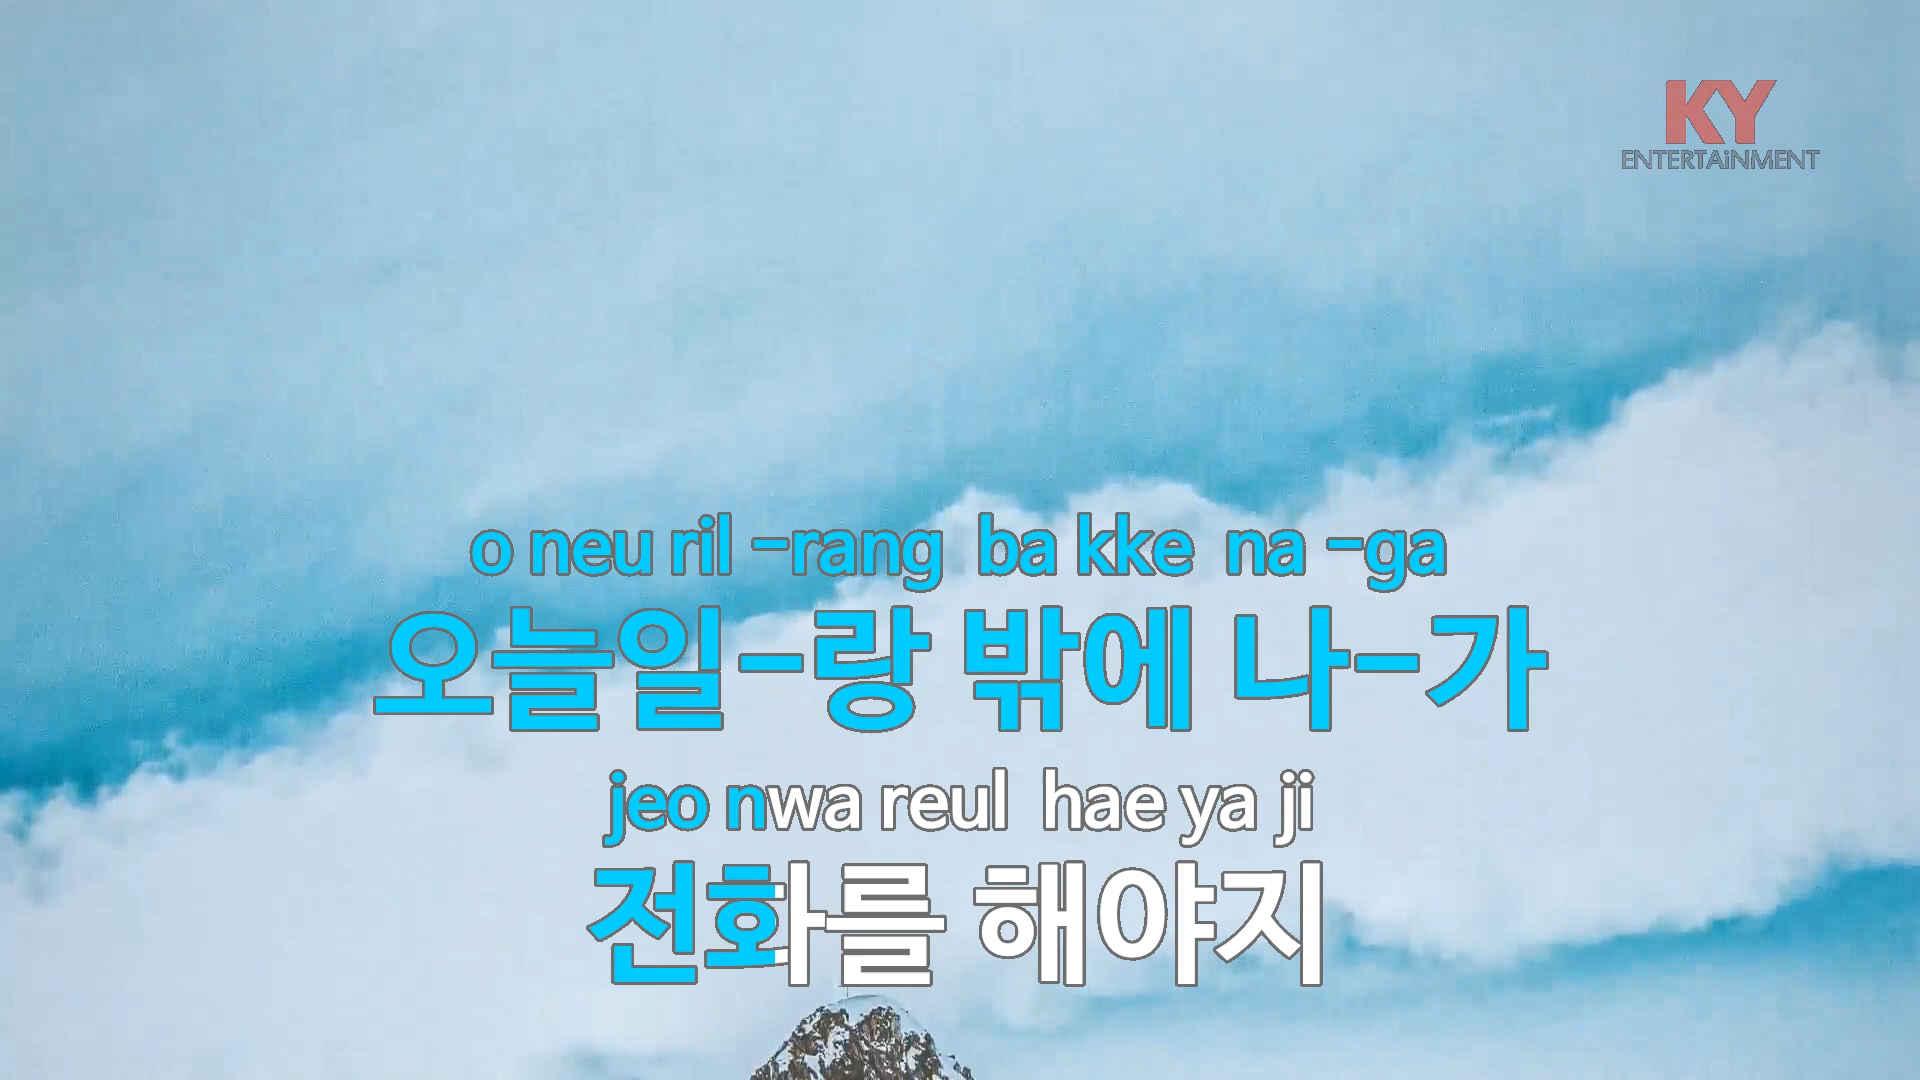 KY
ENTERTAiNMENT
o neu ril -rang ba kke na -ga
오늘일-랑 밖에 나-가
jeo nwa reul hae ya ji
전화를 해야지